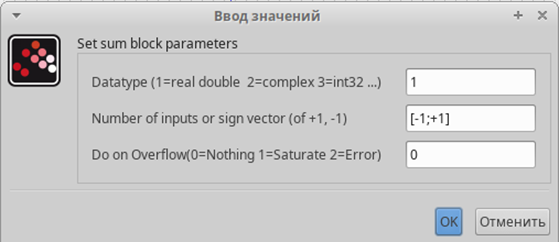 Ввод значений
Set sum block parameters
Datatype (1=real double  2=complex 3=int32 ...) 1
Number of inputs or sign vector (of +1, -1) [-1;+1]
Do on Overflow(0=Nothing 1=Saturate 2=Error) 0
OK Отменить